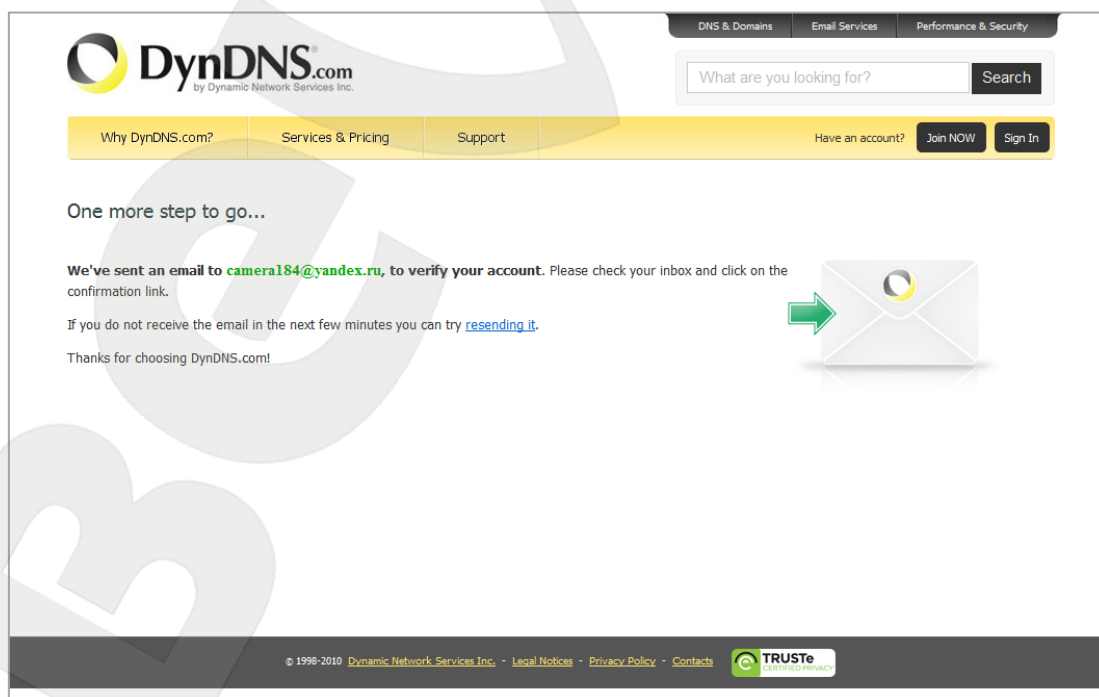 DNS & Domains Email Services Performance & Security
DynDNS.com
by Dynamic Network Services Inc.
What are you looking for? Search
Why DynDNS.com? Services & Pricing Support Have an account? Join NOW Sign In
One more step to go...
We've sent an email to camera184@yandex.ru, to verify your account. Please check your inbox and click on the
confirmation link.
If you do not receive the email in the next few minutes you can try resending it.
Thanks for choosing DynDNS.com!
© 1998-2010 Dynamic Network Services Inc. - Legal Notices - Privacy Policy - Contacts TRUSTe
CERTIFIED PRIVACY